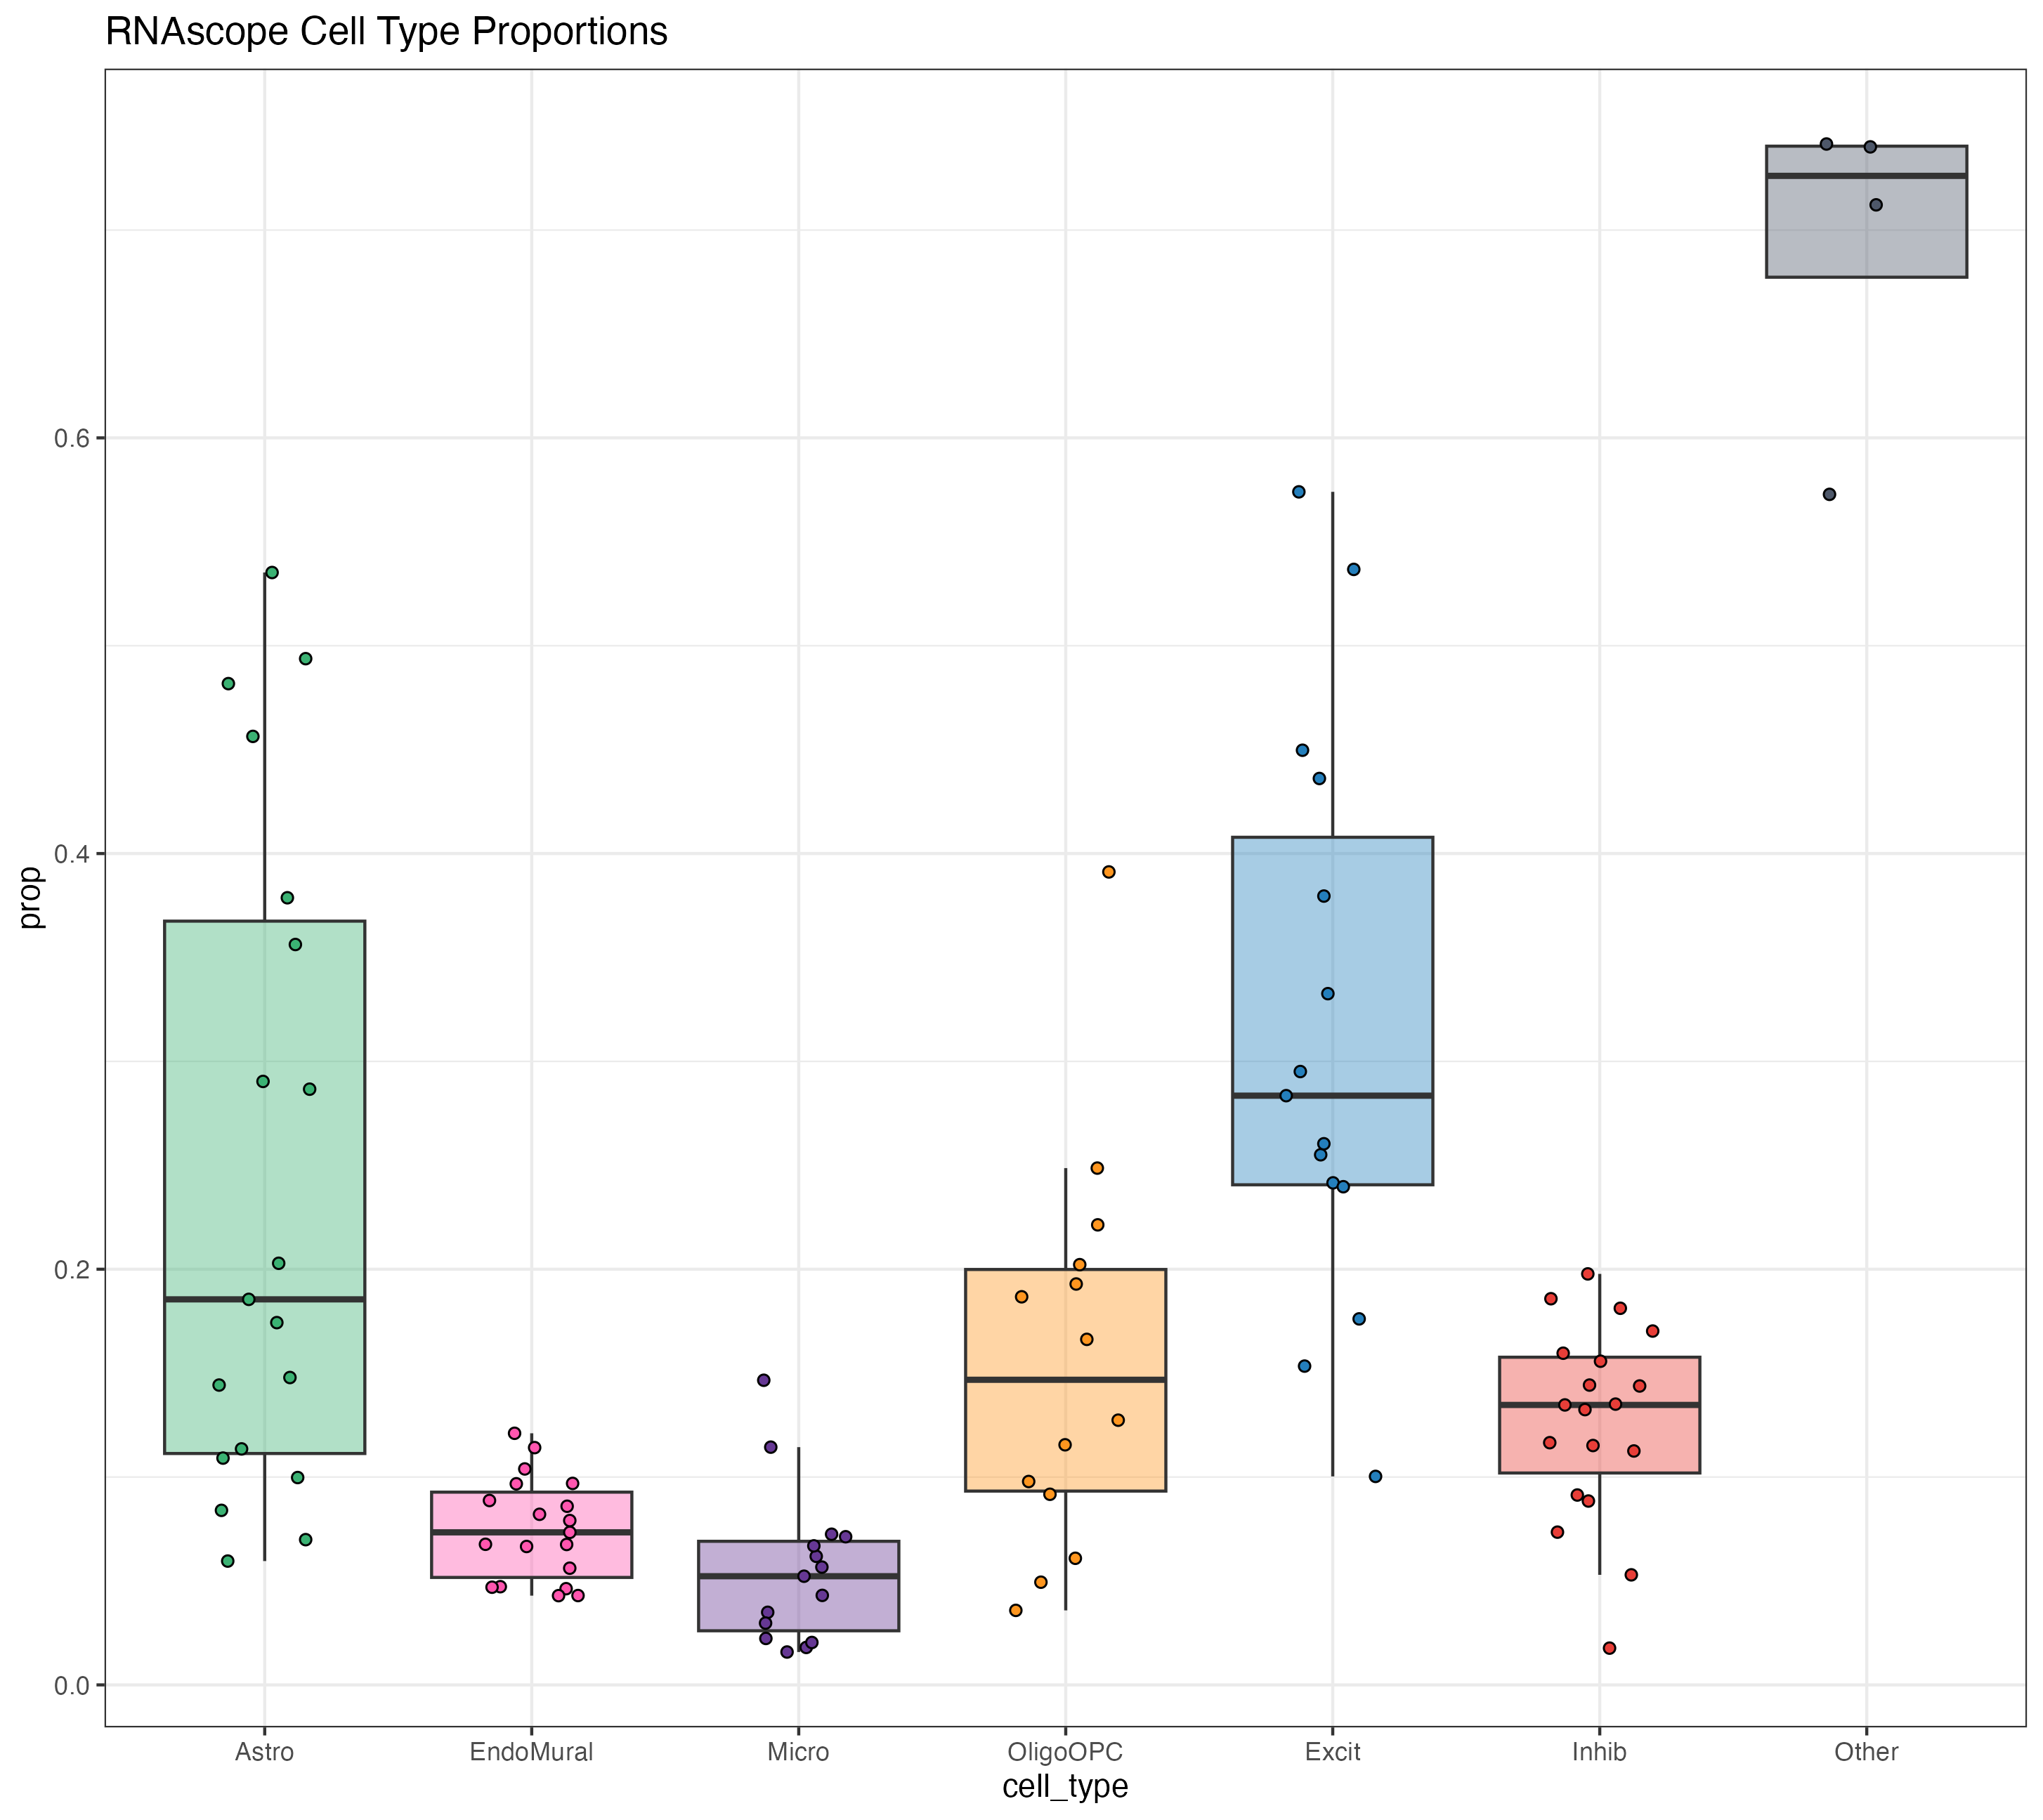 RNAscope Cell Type Proportions
prop
0.6
0.4
0.2
0.0
Astro EndoMural Micro OligoOPC Excit Inhib Other
cell_type